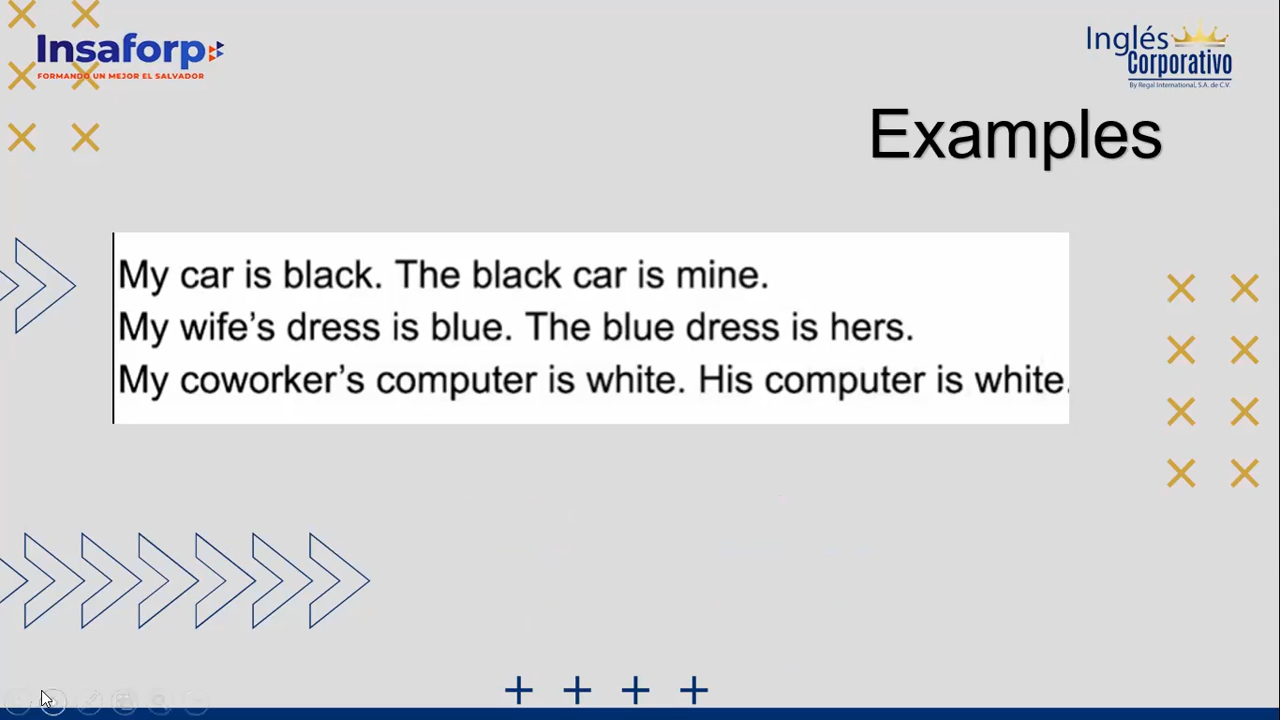 Insaforp
FORMANDO UN MEJOR EL SALVADOR
Inglés
Corporativo
By Regal International, S.A. de C.V.
Examples
My car is black. The black car is mine.
My wife’s dress is blue. The blue dress is hers.
My coworker’s computer is white. His computer is white.